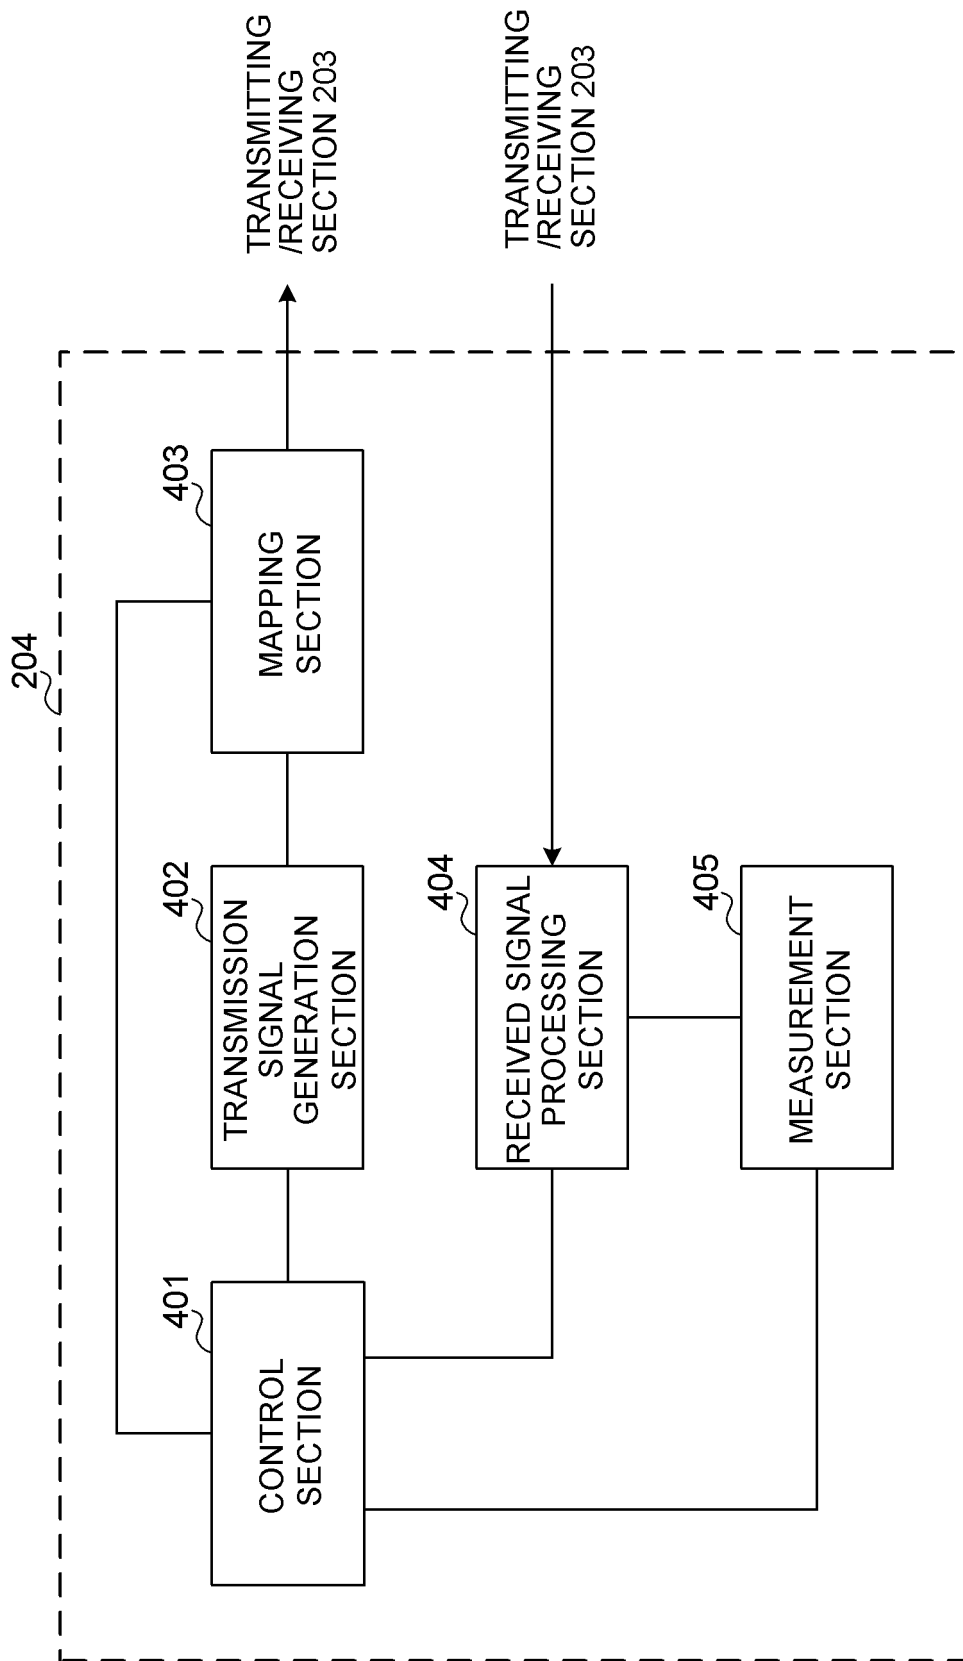 204
401
CONTROL
SECTION
402
TRANSMISSION
SIGNAL
GENERATION
SECTION
403
MAPPING
SECTION
TRANSMITTING
/RECEIVING
SECTION 203
404
RECEIVED SIGNAL
PROCESSING
SECTION
TRANSMITTING
/RECEIVING
SECTION 203
405
MEASUREMENT
SECTION